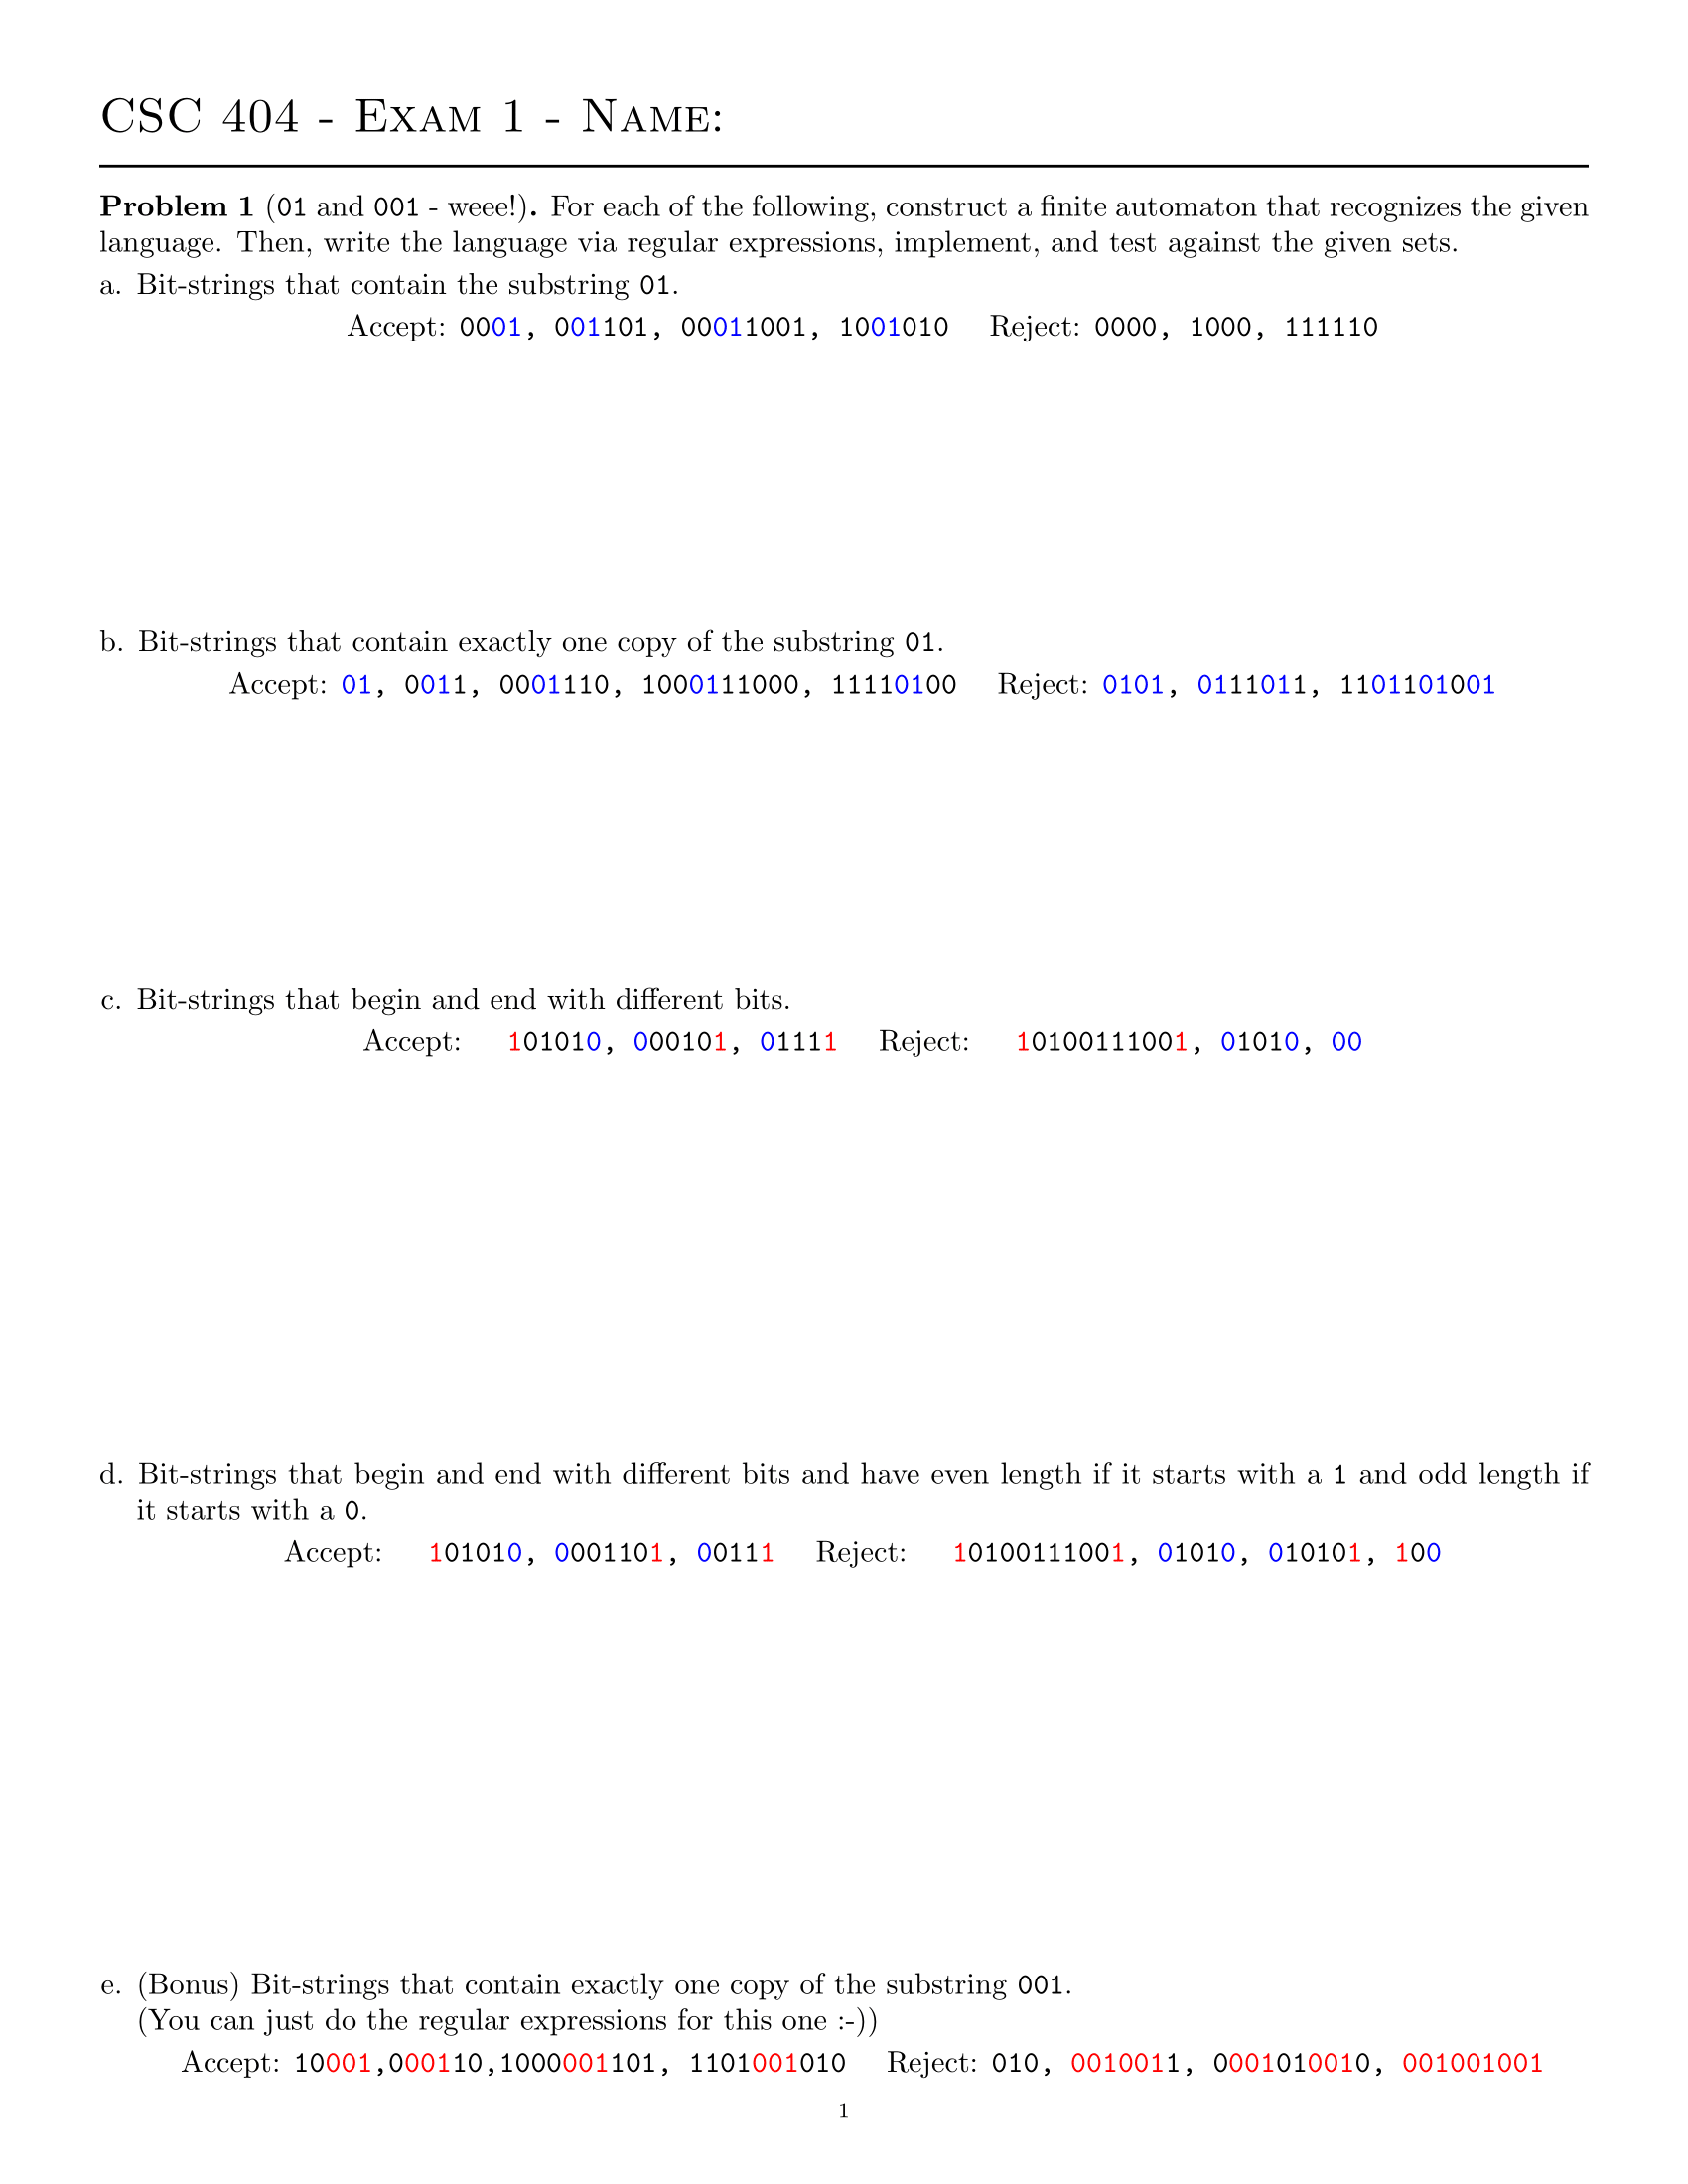 CSC 404 - Exam 1 - Name:
Problem 1 (01 and 001 - weee!). For each of the following, construct a finite automaton that recognizes the given
language. Then, write the language via regular expressions, implement, and test against the given sets.
a. Bit-strings that contain the substring 01.
Accept: 0001, 001101, 00011001, 1001010 Reject: 0000, 1000, 111110
b. Bit-strings that contain exactly one copy of the substring 01.
Accept: 01, 0011, 0001110, 1000111000, 11110100 Reject: 0101, 0111011, 1101101001
c. Bit-strings that begin and end with different bits.
Accept: 101010, 000101, 01111 Reject: 10100111001, 01010, 00
d. Bit-strings that begin and end with different bits and have even length if it starts with a 1 and odd length if
it starts with a 0.
Accept: 101010, 0001101, 00111 Reject: 10100111001, 01010, 010101, 100
e. (Bonus) Bit-strings that contain exactly one copy of the substring 001.
(You can just do the regular expressions for this one :-))
Accept: 10001,000110,1000001101, 1101001010 Reject: 010, 0010011, 0001010010, 001001001
1